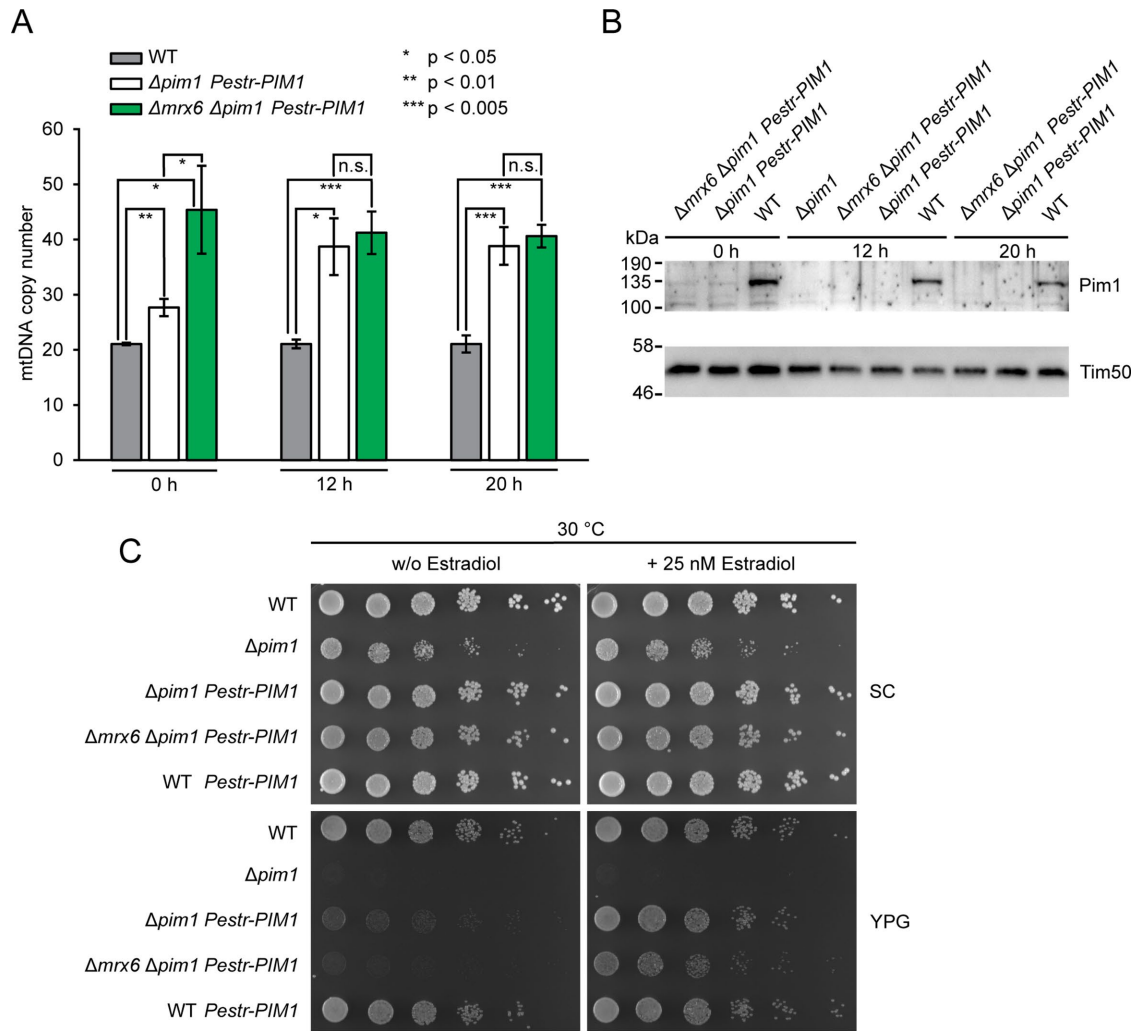 A
WT * p < 0.05
Δpim1 Pestr-PIM1 ** p < 0.01
Δmrx6 Δpim1 Pestr-PIM1 *** p < 0.005
mtDNA copy number
60
50
40
30
20
10
0
* * **
n.s. *** *
n.s. *** ***
0 h 12 h 20 h
B
Δmrx6 Δpim1 Pestr-PIM1
Δpim1 Pestr-PIM1
WT
Δpim1
Δmrx6 Δpim1 Pestr-PIM1
Δpim1 Pestr-PIM1
WT
Δmrx6 Δpim1 Pestr-PIM1
Δpim1 Pestr-PIM1
WT
kDa
0 h 12 h 20 h
190
135
100
Pim1
58
46
Tim50
C
30 °C
w/o Estradiol + 25 nM Estradiol
WT
Δpim1
Δpim1 Pestr-PIM1
Δmrx6 Δpim1 Pestr-PIM1
WT Pestr-PIM1
SC
WT
Δpim1
Δpim1 Pestr-PIM1
Δmrx6 Δpim1 Pestr-PIM1
WT Pestr-PIM1
YPG